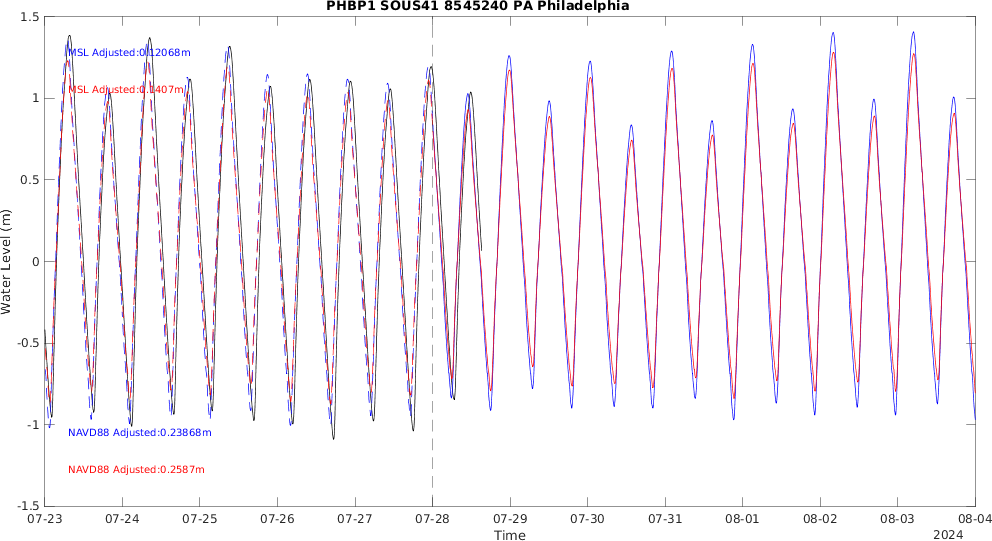 PHBP1 SOUS41 8545240 PA Philadelphia
1.5
MSL Adjusted:0.12068m
MSL Adjusted:0.1407m
1
0.5
Water Level (m)
0
-0.5
-1
NAVD88 Adjusted:0.23868m
NAVD88 Adjusted:0.2587m
-1.5
07-23 07-24 07-25 07-26 07-27 07-28 07-29 07-30 07-31 08-01 08-02 08-03 08-04
Time
2024